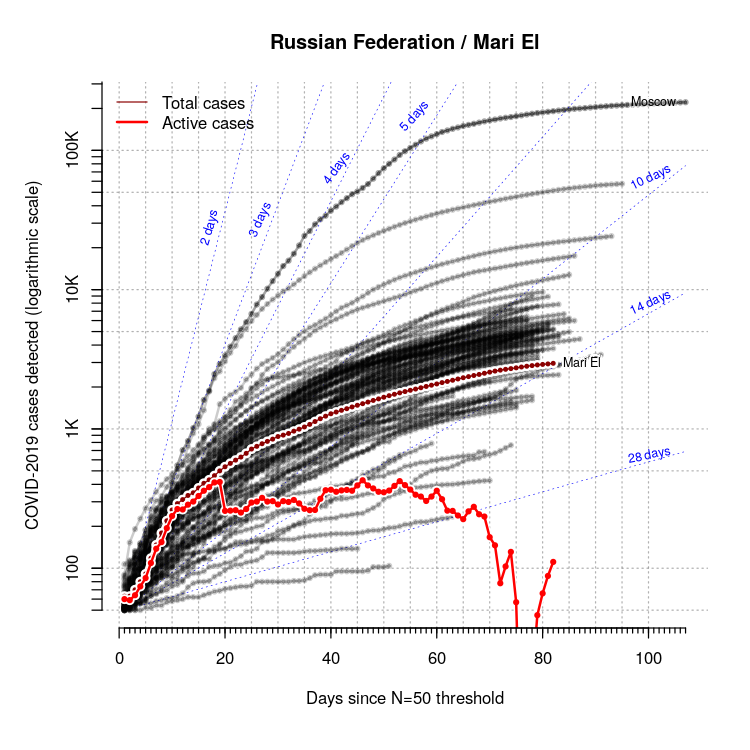 Russian Federation / Mari El
Total cases
Active cases
Moscow
2 days
3 days
4 days
5 days
10 days
14 days
28 days
Mari El
COVID-2019 cases detected (logarithmic scale)
100K
10K
1K
100
0 20 40 60 80 100
Days since N=50 threshold